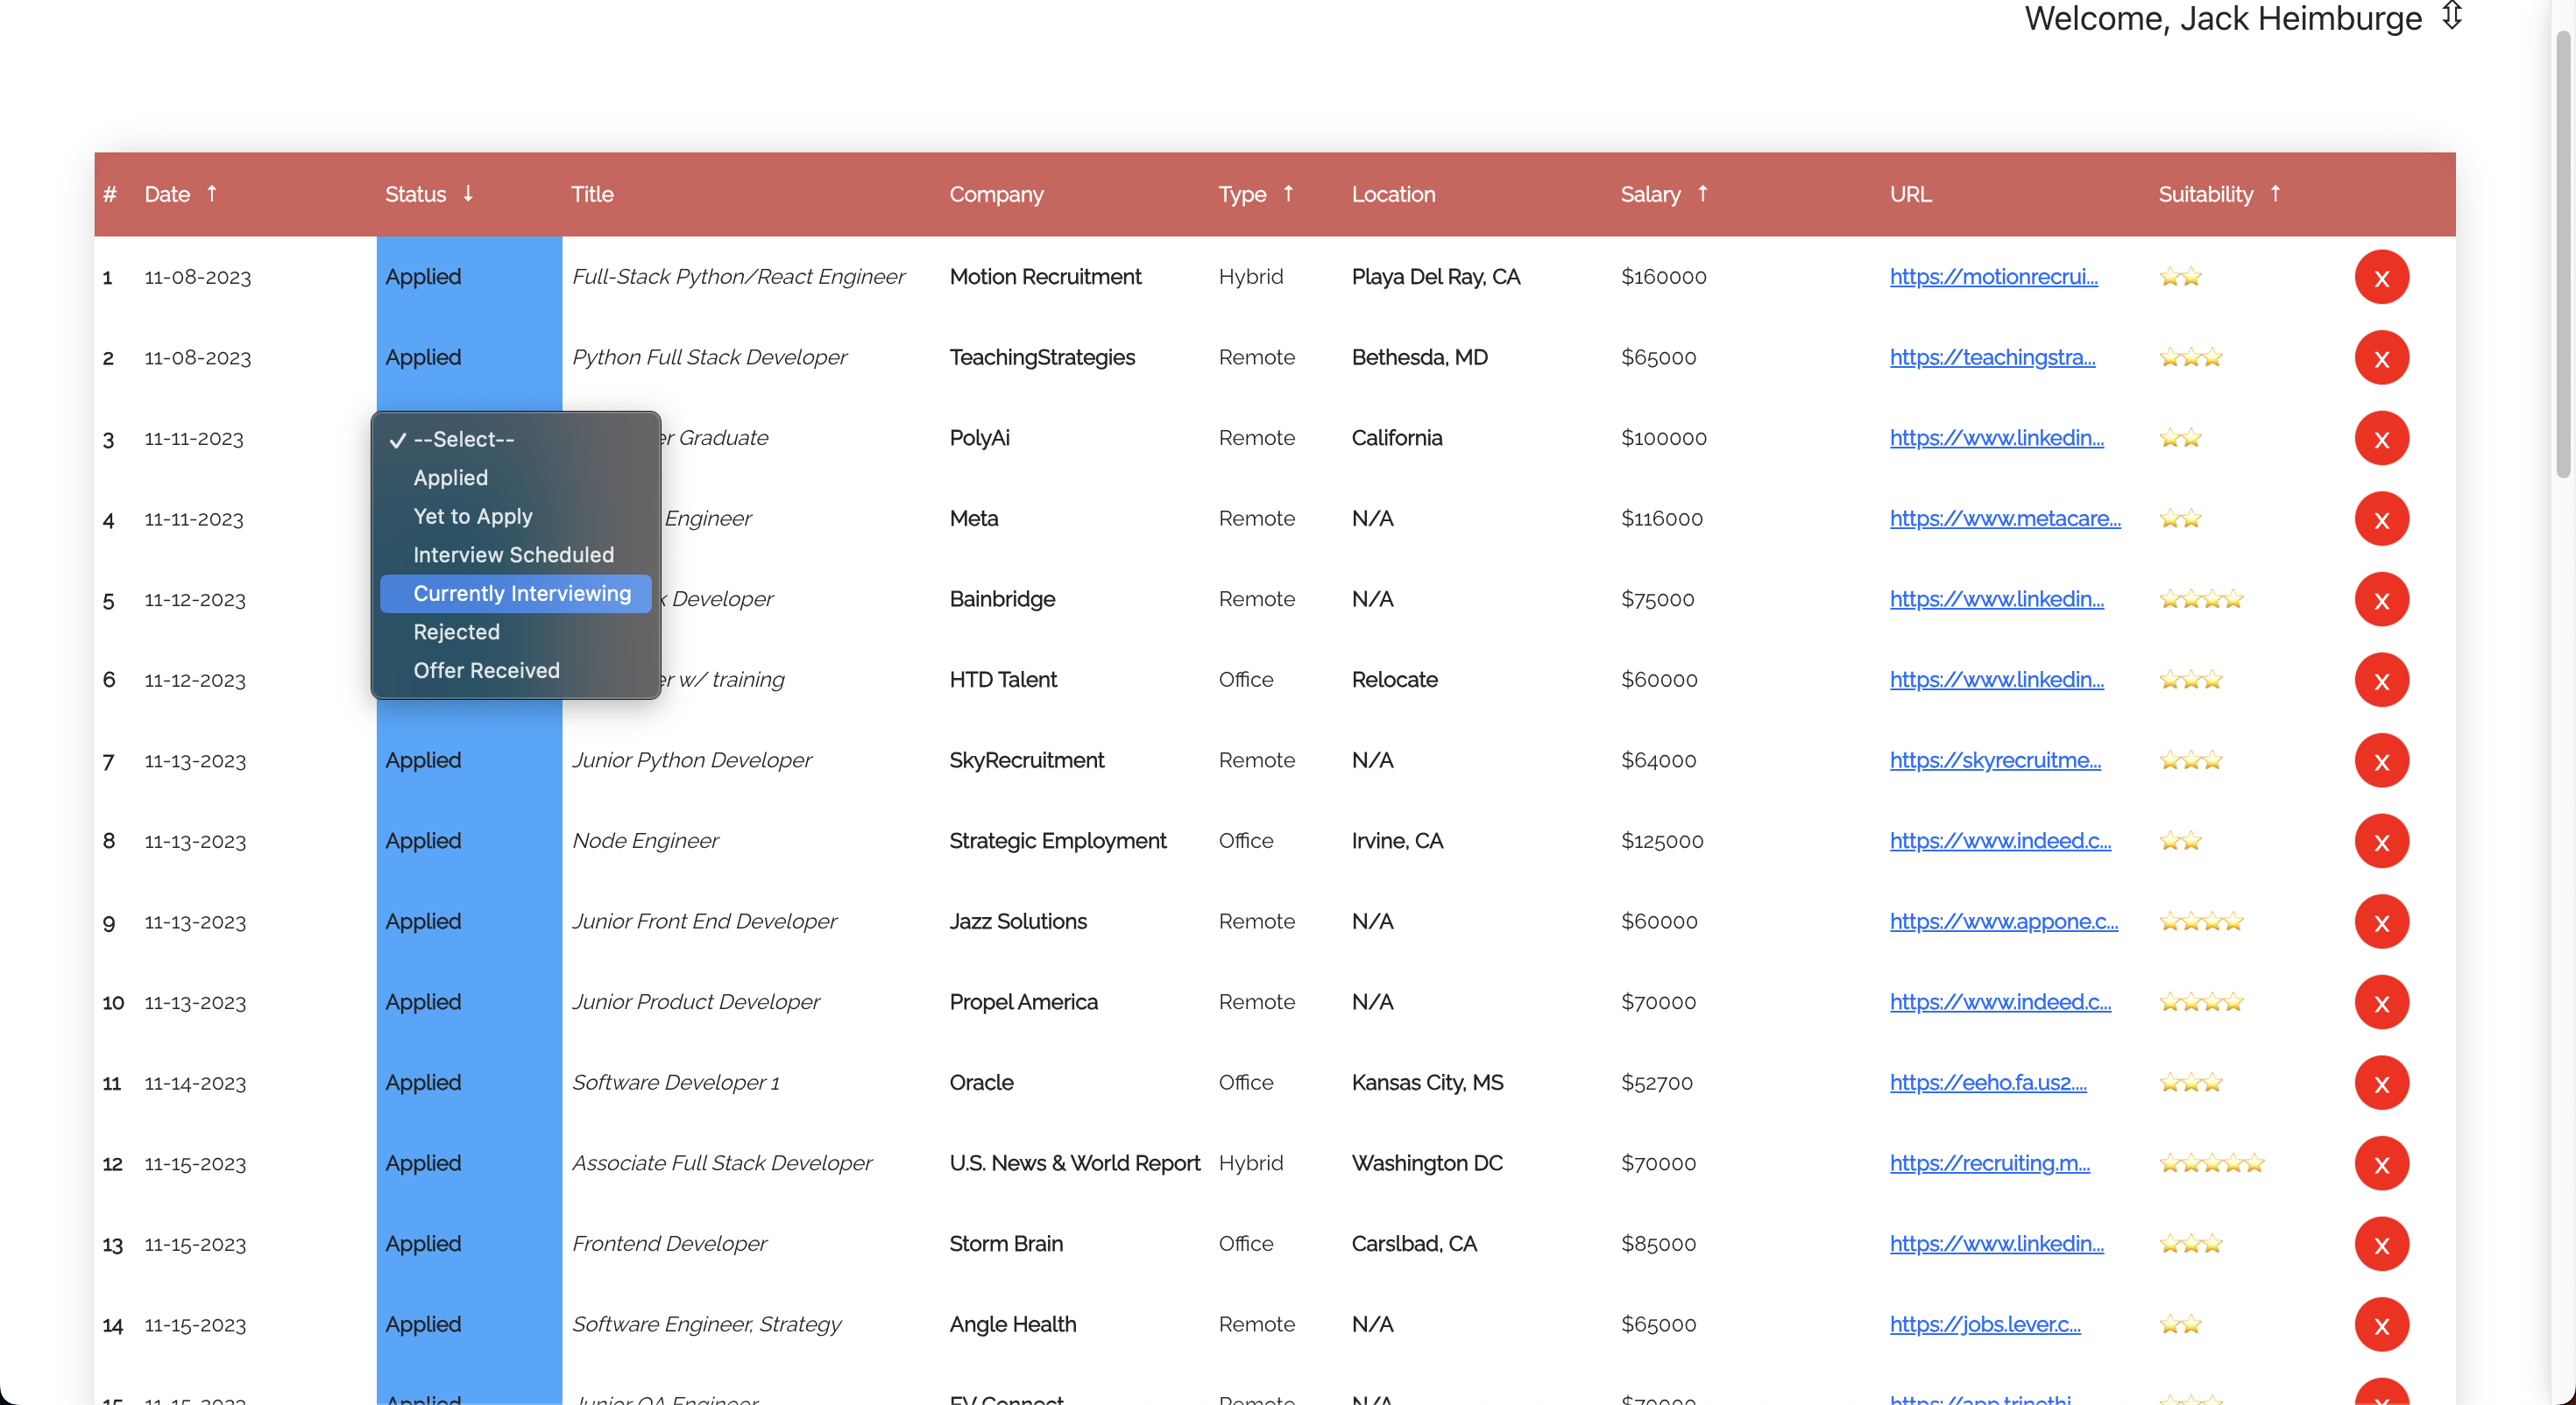 Welcome, Jack Heimburge ⇳
# Date ↑ Status ↓ Title Company Type ↑ Location Salary ↑ URL Suitability ↑
1 11-08-2023 Applied Full-Stack Python/React Engineer Motion Recruitment Hybrid Playa Del Ray, CA $160000 https://motionrecrui... ⭐⭐ X
2 11-08-2023 Applied Python Full Stack Developer TeachingStrategies Remote Bethesda, MD $65000 https://teachingstra... ⭐⭐⭐ X
3 11-11-2023 er Graduate PolyAi Remote California $100000 https://www.linkedin... ⭐⭐ X
4 11-11-2023 Engineer Meta Remote N/A $116000 https://www.metacare... ⭐⭐ X
5 11-12-2023 k Developer Bainbridge Remote N/A $75000 https://www.linkedin... ⭐⭐⭐⭐ X
6 11-12-2023 er w/ training HTD Talent Office Relocate $60000 https://www.linkedin... ⭐⭐⭐ X
✓ --Select--
Applied
Yet to Apply
Interview Scheduled
Currently Interviewing
Rejected
Offer Received
7 11-13-2023 Applied Junior Python Developer SkyRecruitment Remote N/A $64000 https://skyrecruitme... ⭐⭐⭐ X
8 11-13-2023 Applied Node Engineer Strategic Employment Office Irvine, CA $125000 https://www.indeed.c... ⭐⭐ X
9 11-13-2023 Applied Junior Front End Developer Jazz Solutions Remote N/A $60000 https://www.appone.c... ⭐⭐⭐⭐ X
10 11-13-2023 Applied Junior Product Developer Propel America Remote N/A $70000 https://www.indeed.c... ⭐⭐⭐⭐ X
11 11-14-2023 Applied Software Developer 1 Oracle Office Kansas City, MS $52700 https://eeho.fa.us2.... ⭐⭐⭐ X
12 11-15-2023 Applied Associate Full Stack Developer U.S. News & World Report Hybrid Washington DC $70000 https://recruiting.m... ⭐⭐⭐⭐⭐ X
13 11-15-2023 Applied Frontend Developer Storm Brain Office Carslbad, CA $85000 https://www.linkedin... ⭐⭐⭐ X
14 11-15-2023 Applied Software Engineer, Strategy Angle Health Remote N/A $65000 https://jobs.lever.c... ⭐⭐ X
15 11-15-2023 Applied Junior QA Engineer EV Connect Remote N/A $70000